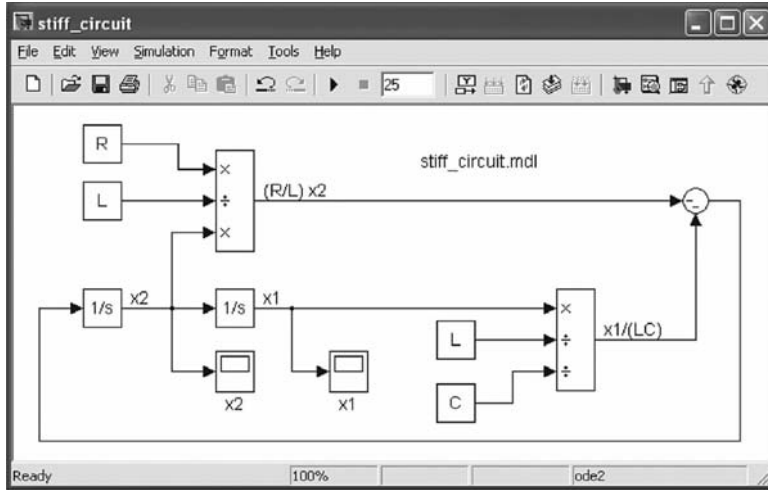 stiff_circuit
File Edit View Simulation Format Tools Help
25
R
stiff_circuit.mdl
×
L
÷
(R/L) x2
--
×
1/s
x2
1/s
x1
×
L
÷
x1/(LC)
÷
x2
x1
C
Ready
100%
ode2